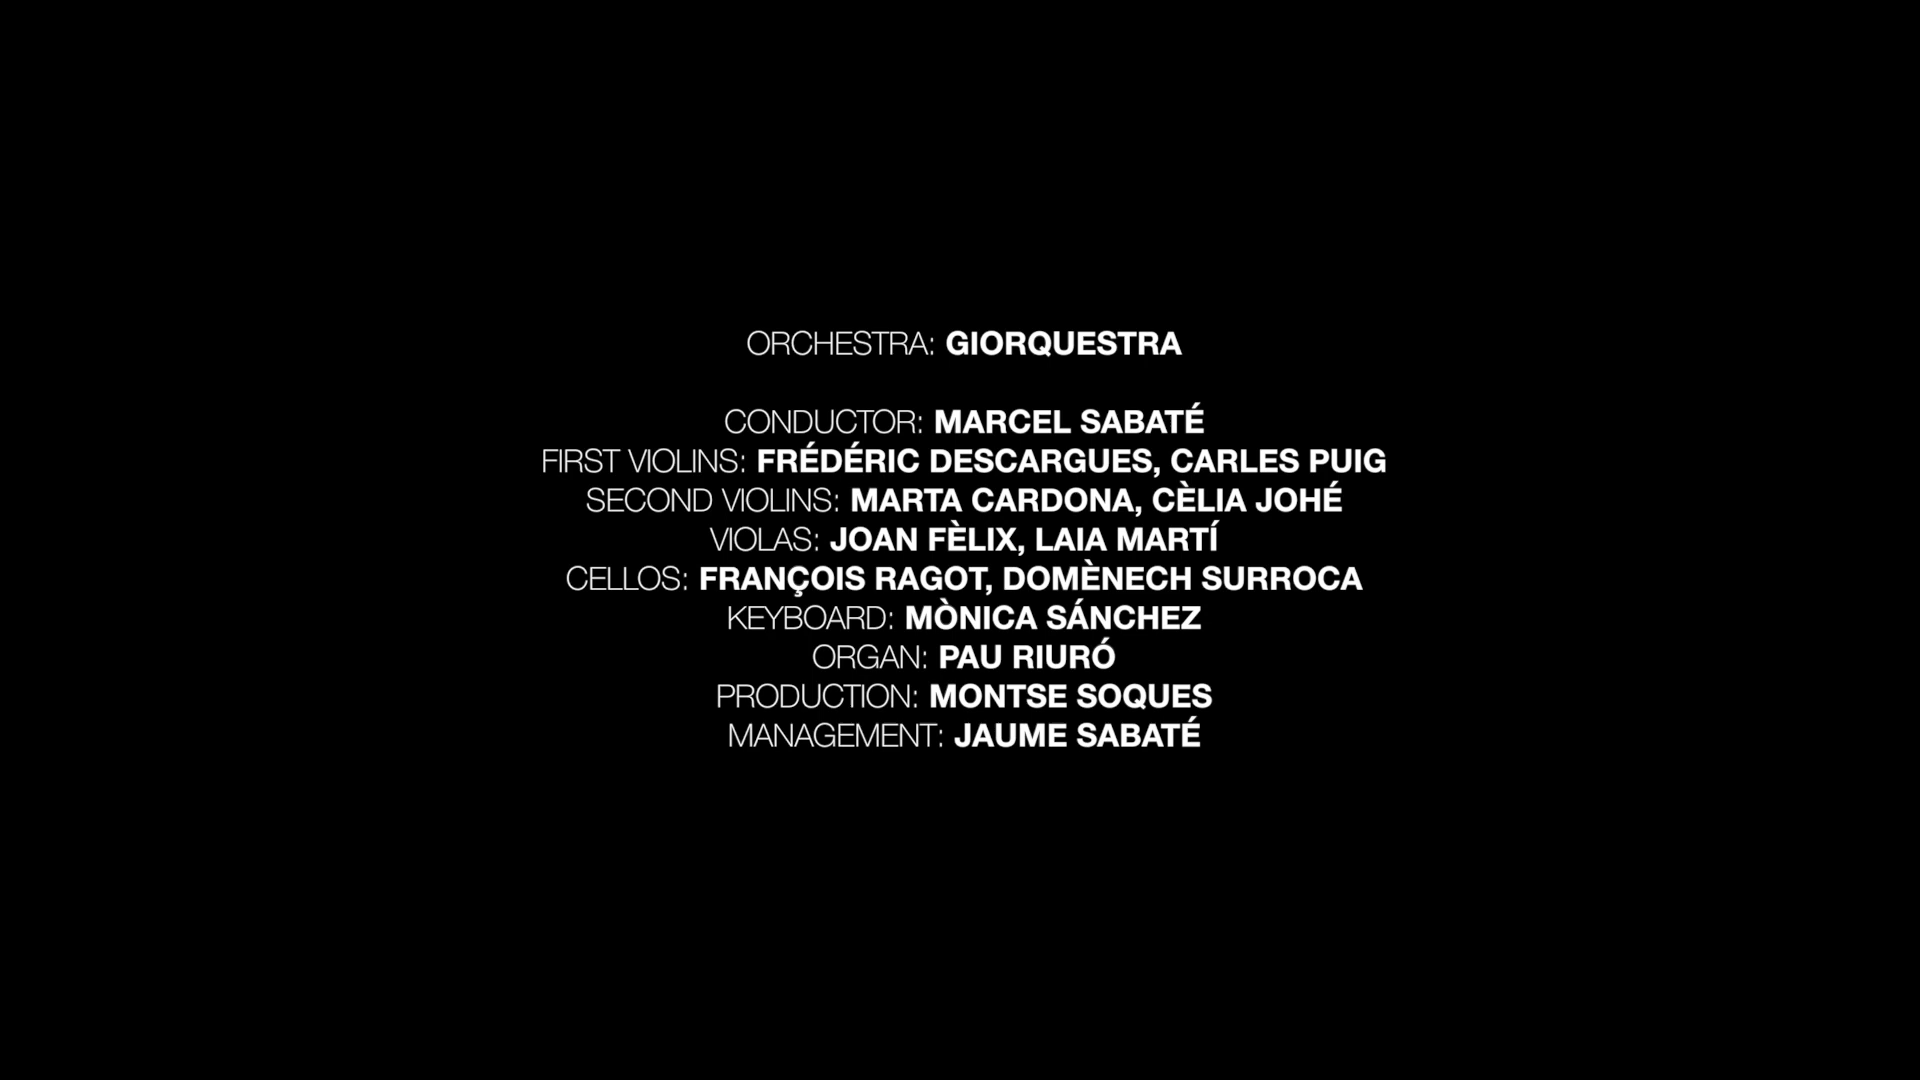 ORCHESTRA: GIORQUESTRA
CONDUCTOR: MARCEL SABATÉ
FIRST VIOLINS: FRÉDÉRIC DESCARGUES, CARLES PUIG
SECOND VIOLINS: MARTA CARDONA, CÈLIA JOHÉ
VIOLAS: JOAN FÈLIX, LAIA MARTÍ
CELLOS: FRANÇOIS RAGOT, DOMÈNECH SURROCA
KEYBOARD: MÒNICA SÁNCHEZ
ORGAN: PAU RIURÓ
PRODUCTION: MONTSE SOQUES
MANAGEMENT: JAUME SABATÉ